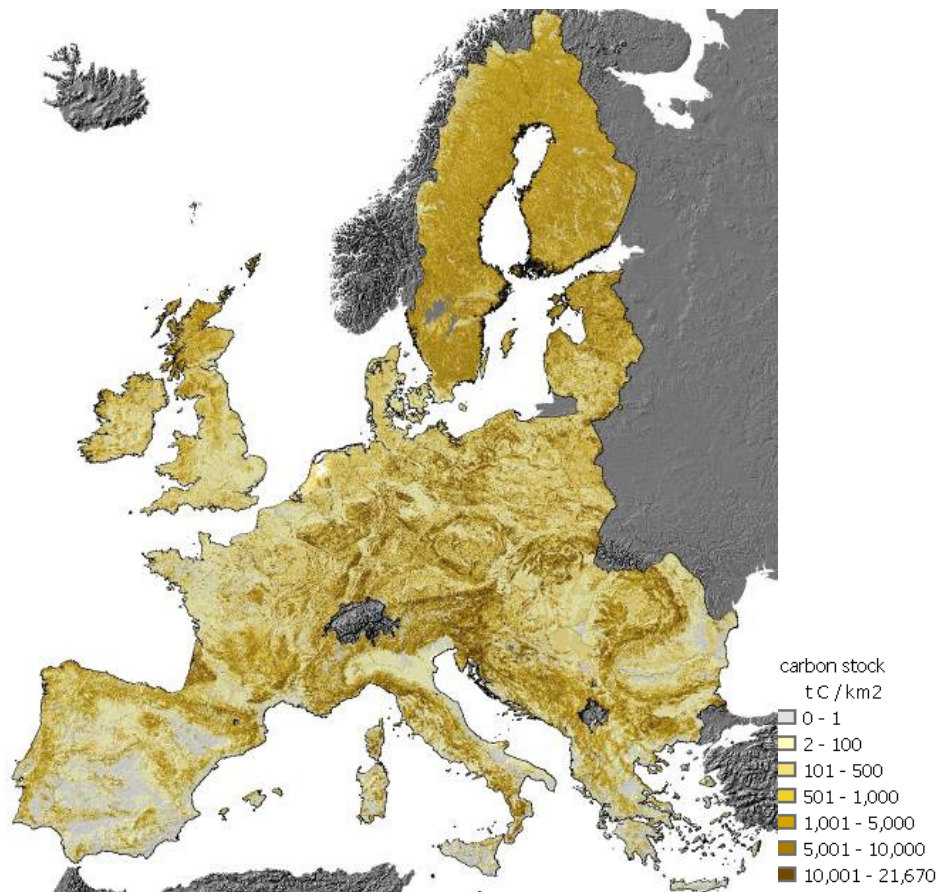 carbon stock
t C / km2
0 - 1
2 - 100
101 - 500
501 - 1,000
1,001 - 5,000
5,001 - 10,000
10,001 - 21,670